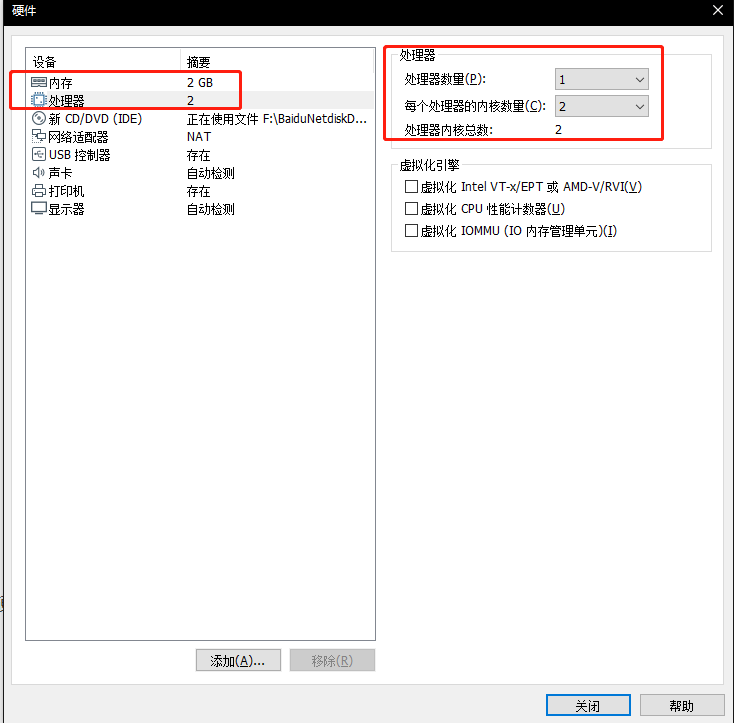 硬件
设备 摘要
内存 2 GB
处理器 2
新 CD/DVD (IDE) 正在使用文件 F:\BaiduNetdiskD...
网络适配器 NAT
USB 控制器 存在
声卡 自动检测
打印机 存在
显示器 自动检测
添加(A)...
移除(R)
处理器
处理器数量(P): 1
每个处理器的内核数量(C): 2
处理器内核总数: 2
虚拟化引擎
虚拟化 Intel VT-x/EPT 或 AMD-V/RVI(V)
虚拟化 CPU 性能计数器(U)
虚拟化 IOMMU (IO 内存管理单元)(I)
关闭
帮助